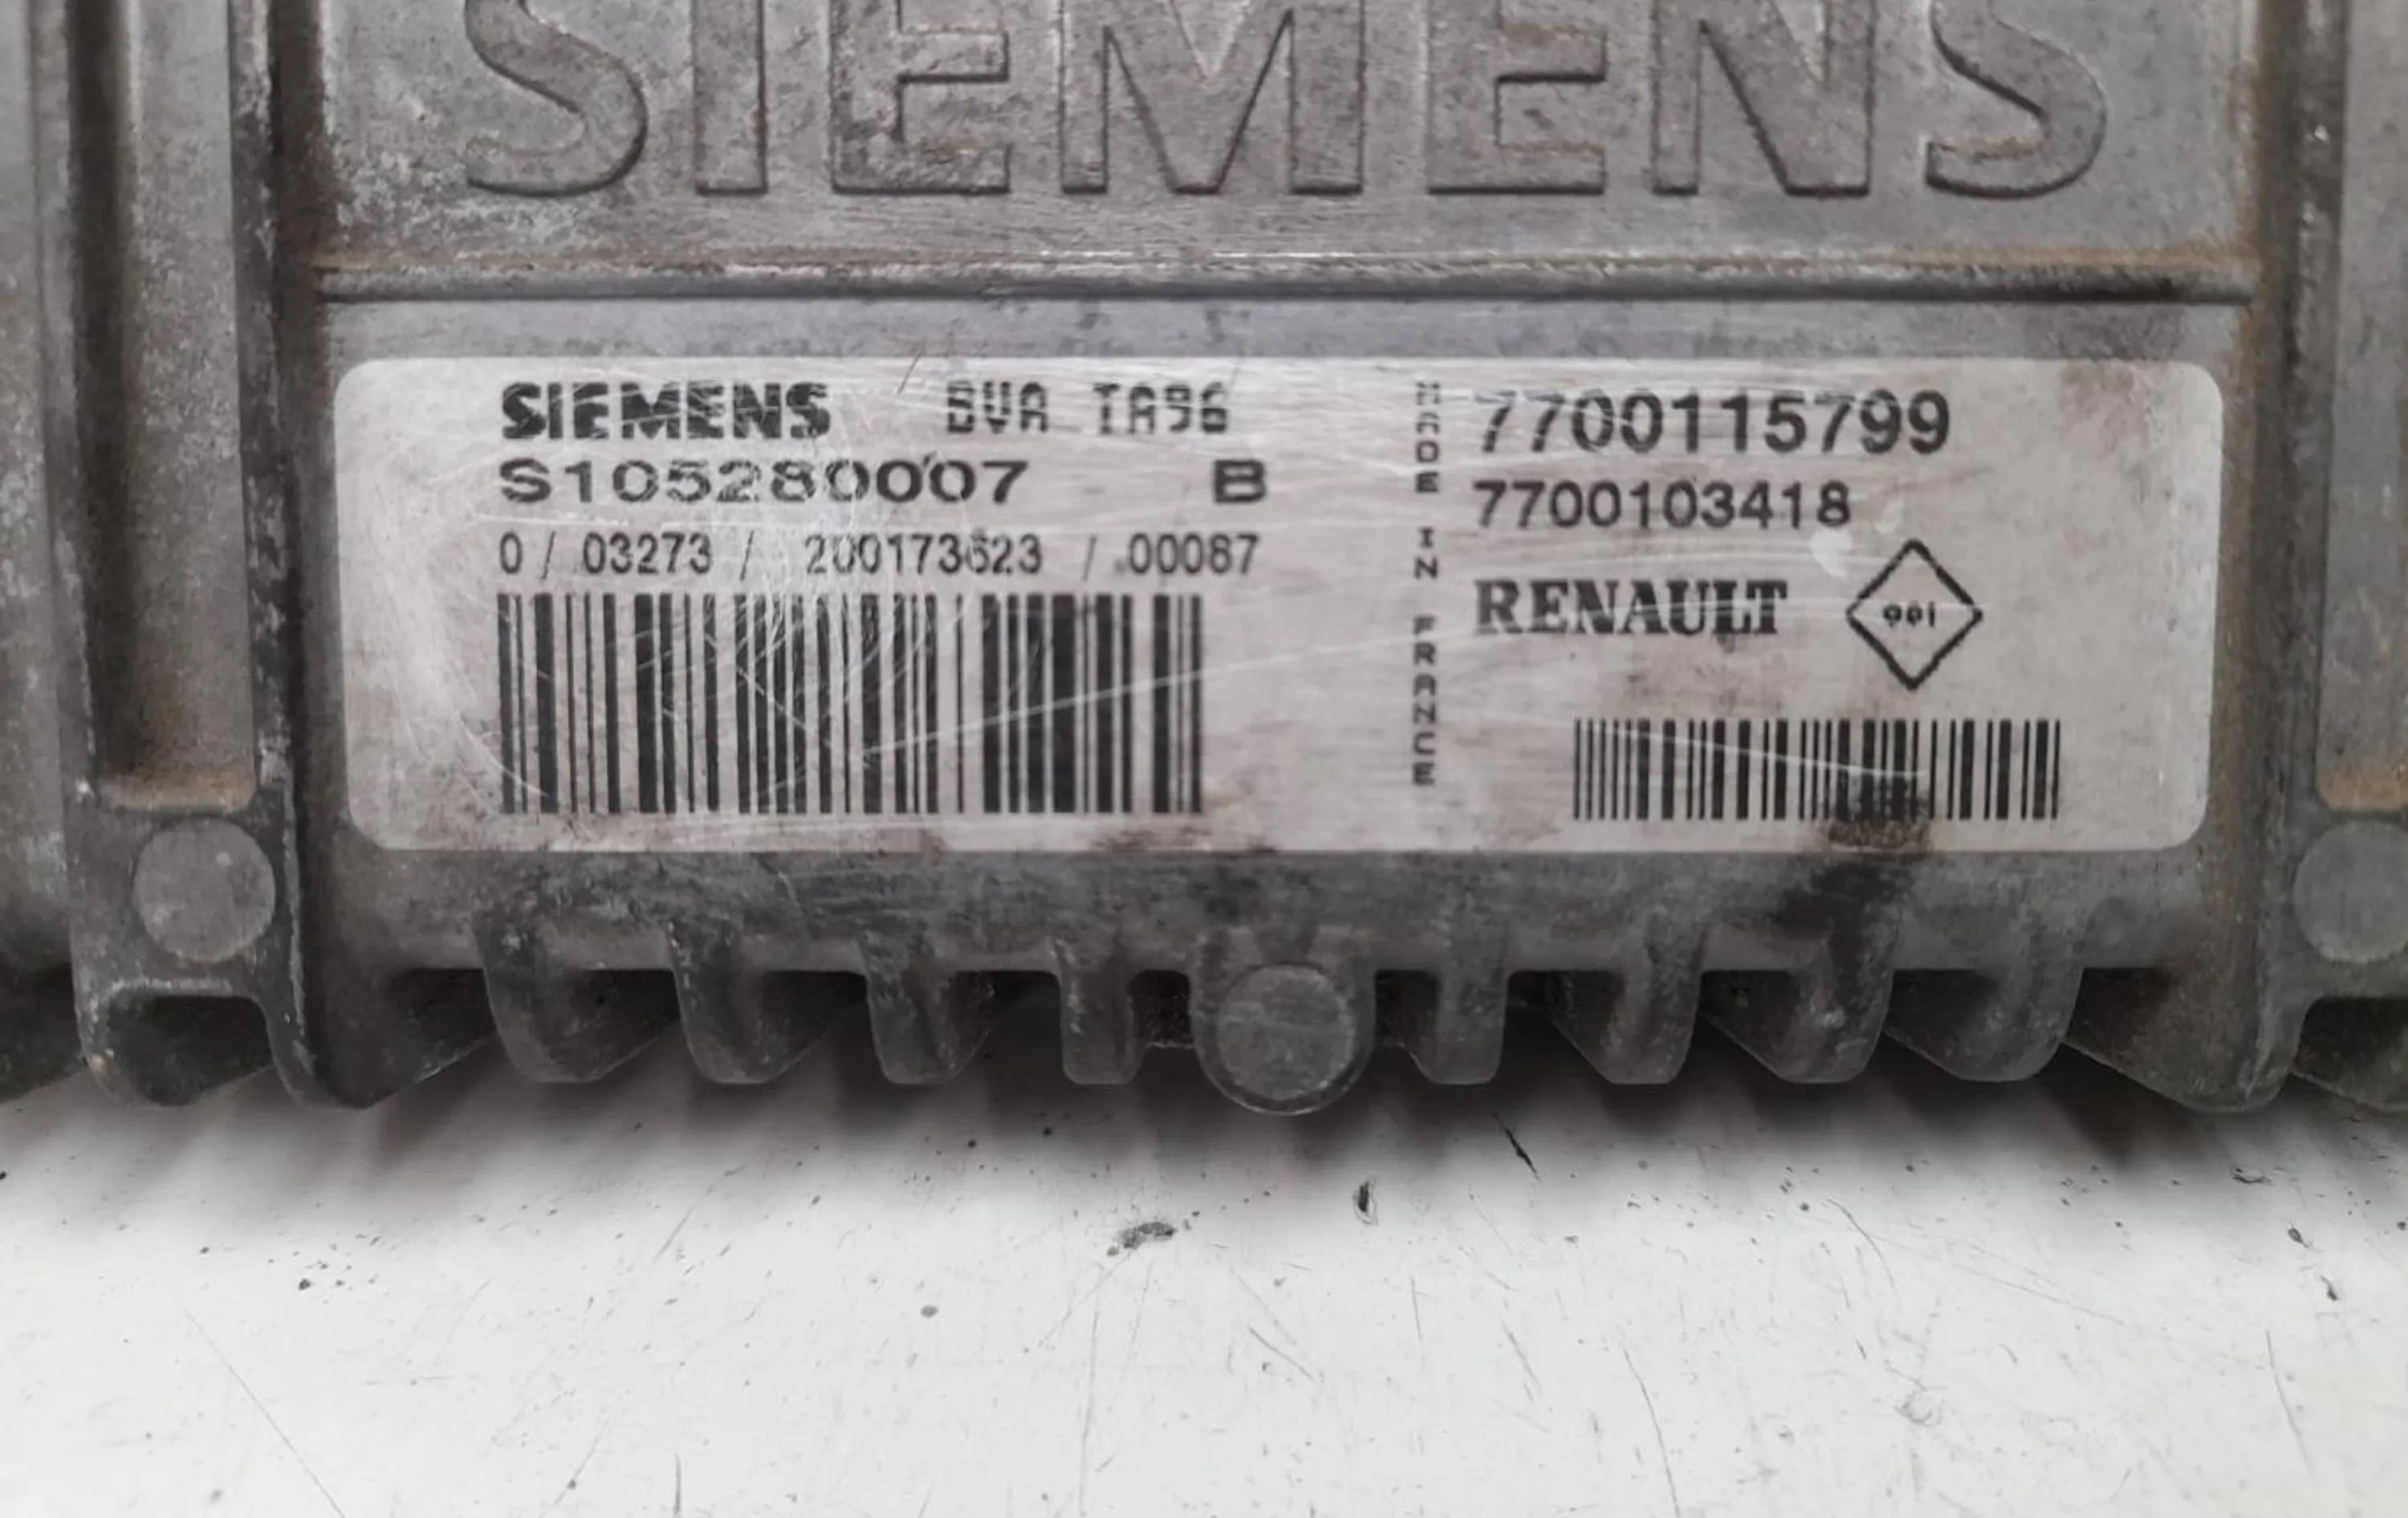 SIEMENS
SIEMENS BVA TA96
S105280007 B
0 / 03273 / 200173623 / 00087
MADE IN FRANCE
7700115799
7700103418
RENAULT